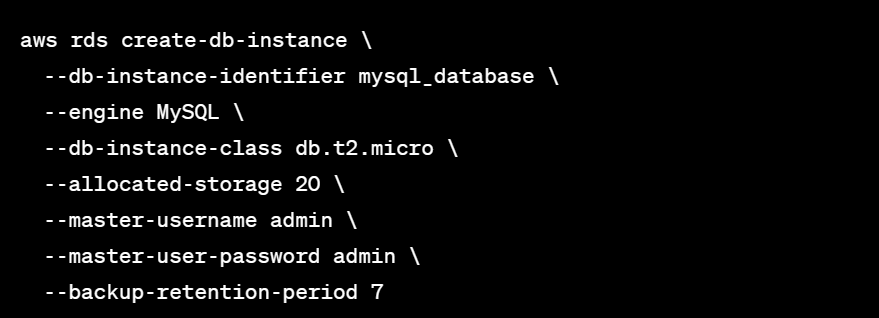 aws rds create-db-instance \
--db-instance-identifier mysql_database \
--engine MySQL \
--db-instance-class db.t2.micro \
--allocated-storage 20 \
--master-username admin \
--master-user-password admin \
--backup-retention-period 7